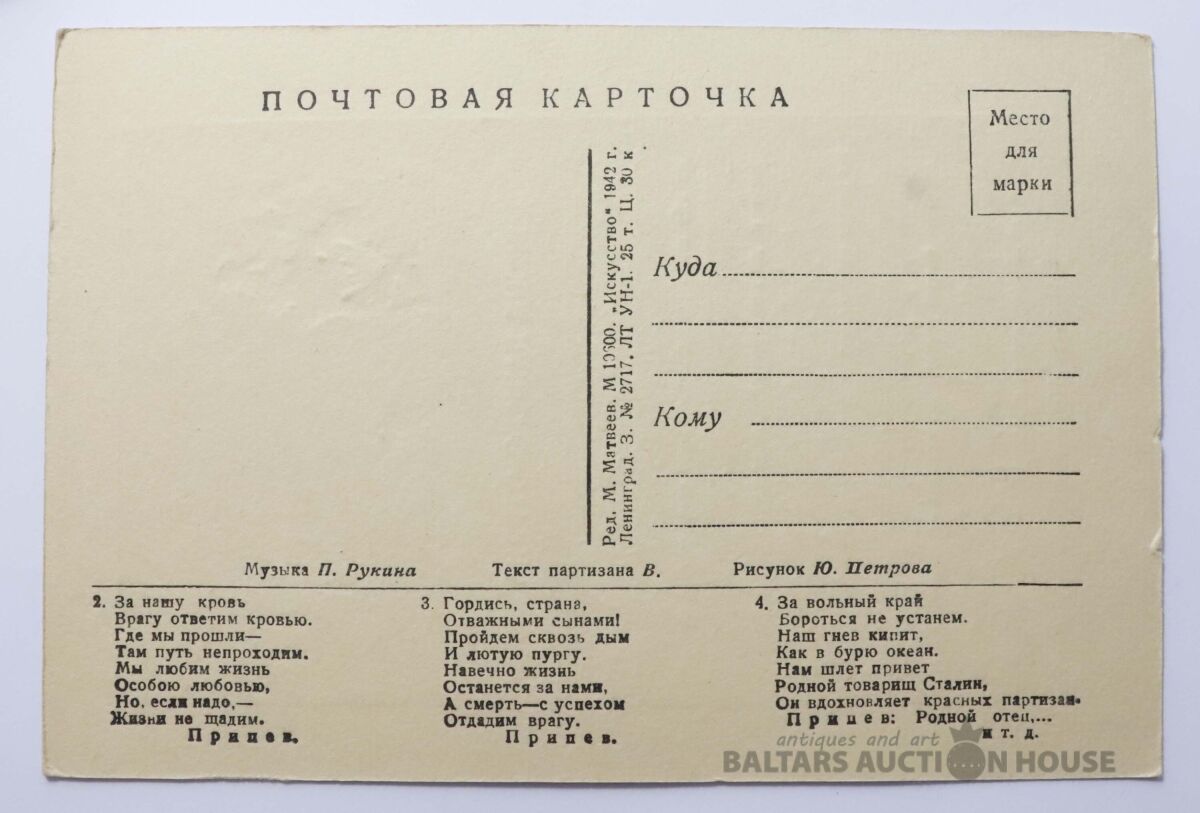 ПОЧТОВАЯ КАРТОЧКА
Место
для
марки
Ред. М. Матвеев. М 10600. „Искусство“ 1942 г.
Ленинград. З. № 2717. ЛТ УН-1. 25 т. Ц. 30 к
Куда
Кому
Музыка П. Рукина Текст партизана В. Рисунок Ю. Петрова
2. За нашу кровь
Врагу ответим кровью.
Где мы прошли—
Там путь непроходим.
Мы любим жизнь
Особою любовью,
Но, если надо,—
Жизни не щадим.
Припев.
3. Гордись, страна,
Отважными сынами!
Пройдем сквозь дым
И лютую пургу.
Навечно жизнь
Останется за нами,
А смерть—с успехом
Отдадим врагу.
Припев.
4. За вольный край
Бороться не устанем.
Наш гнев кипит,
Как в бурю океан.
Нам шлет привет
Родной товарищ Сталин,
Он вдохновляет красных партизан.
Припев: Родной отец,...
и т. д.
antiques and art
BALTARS AUCTION HOUSE